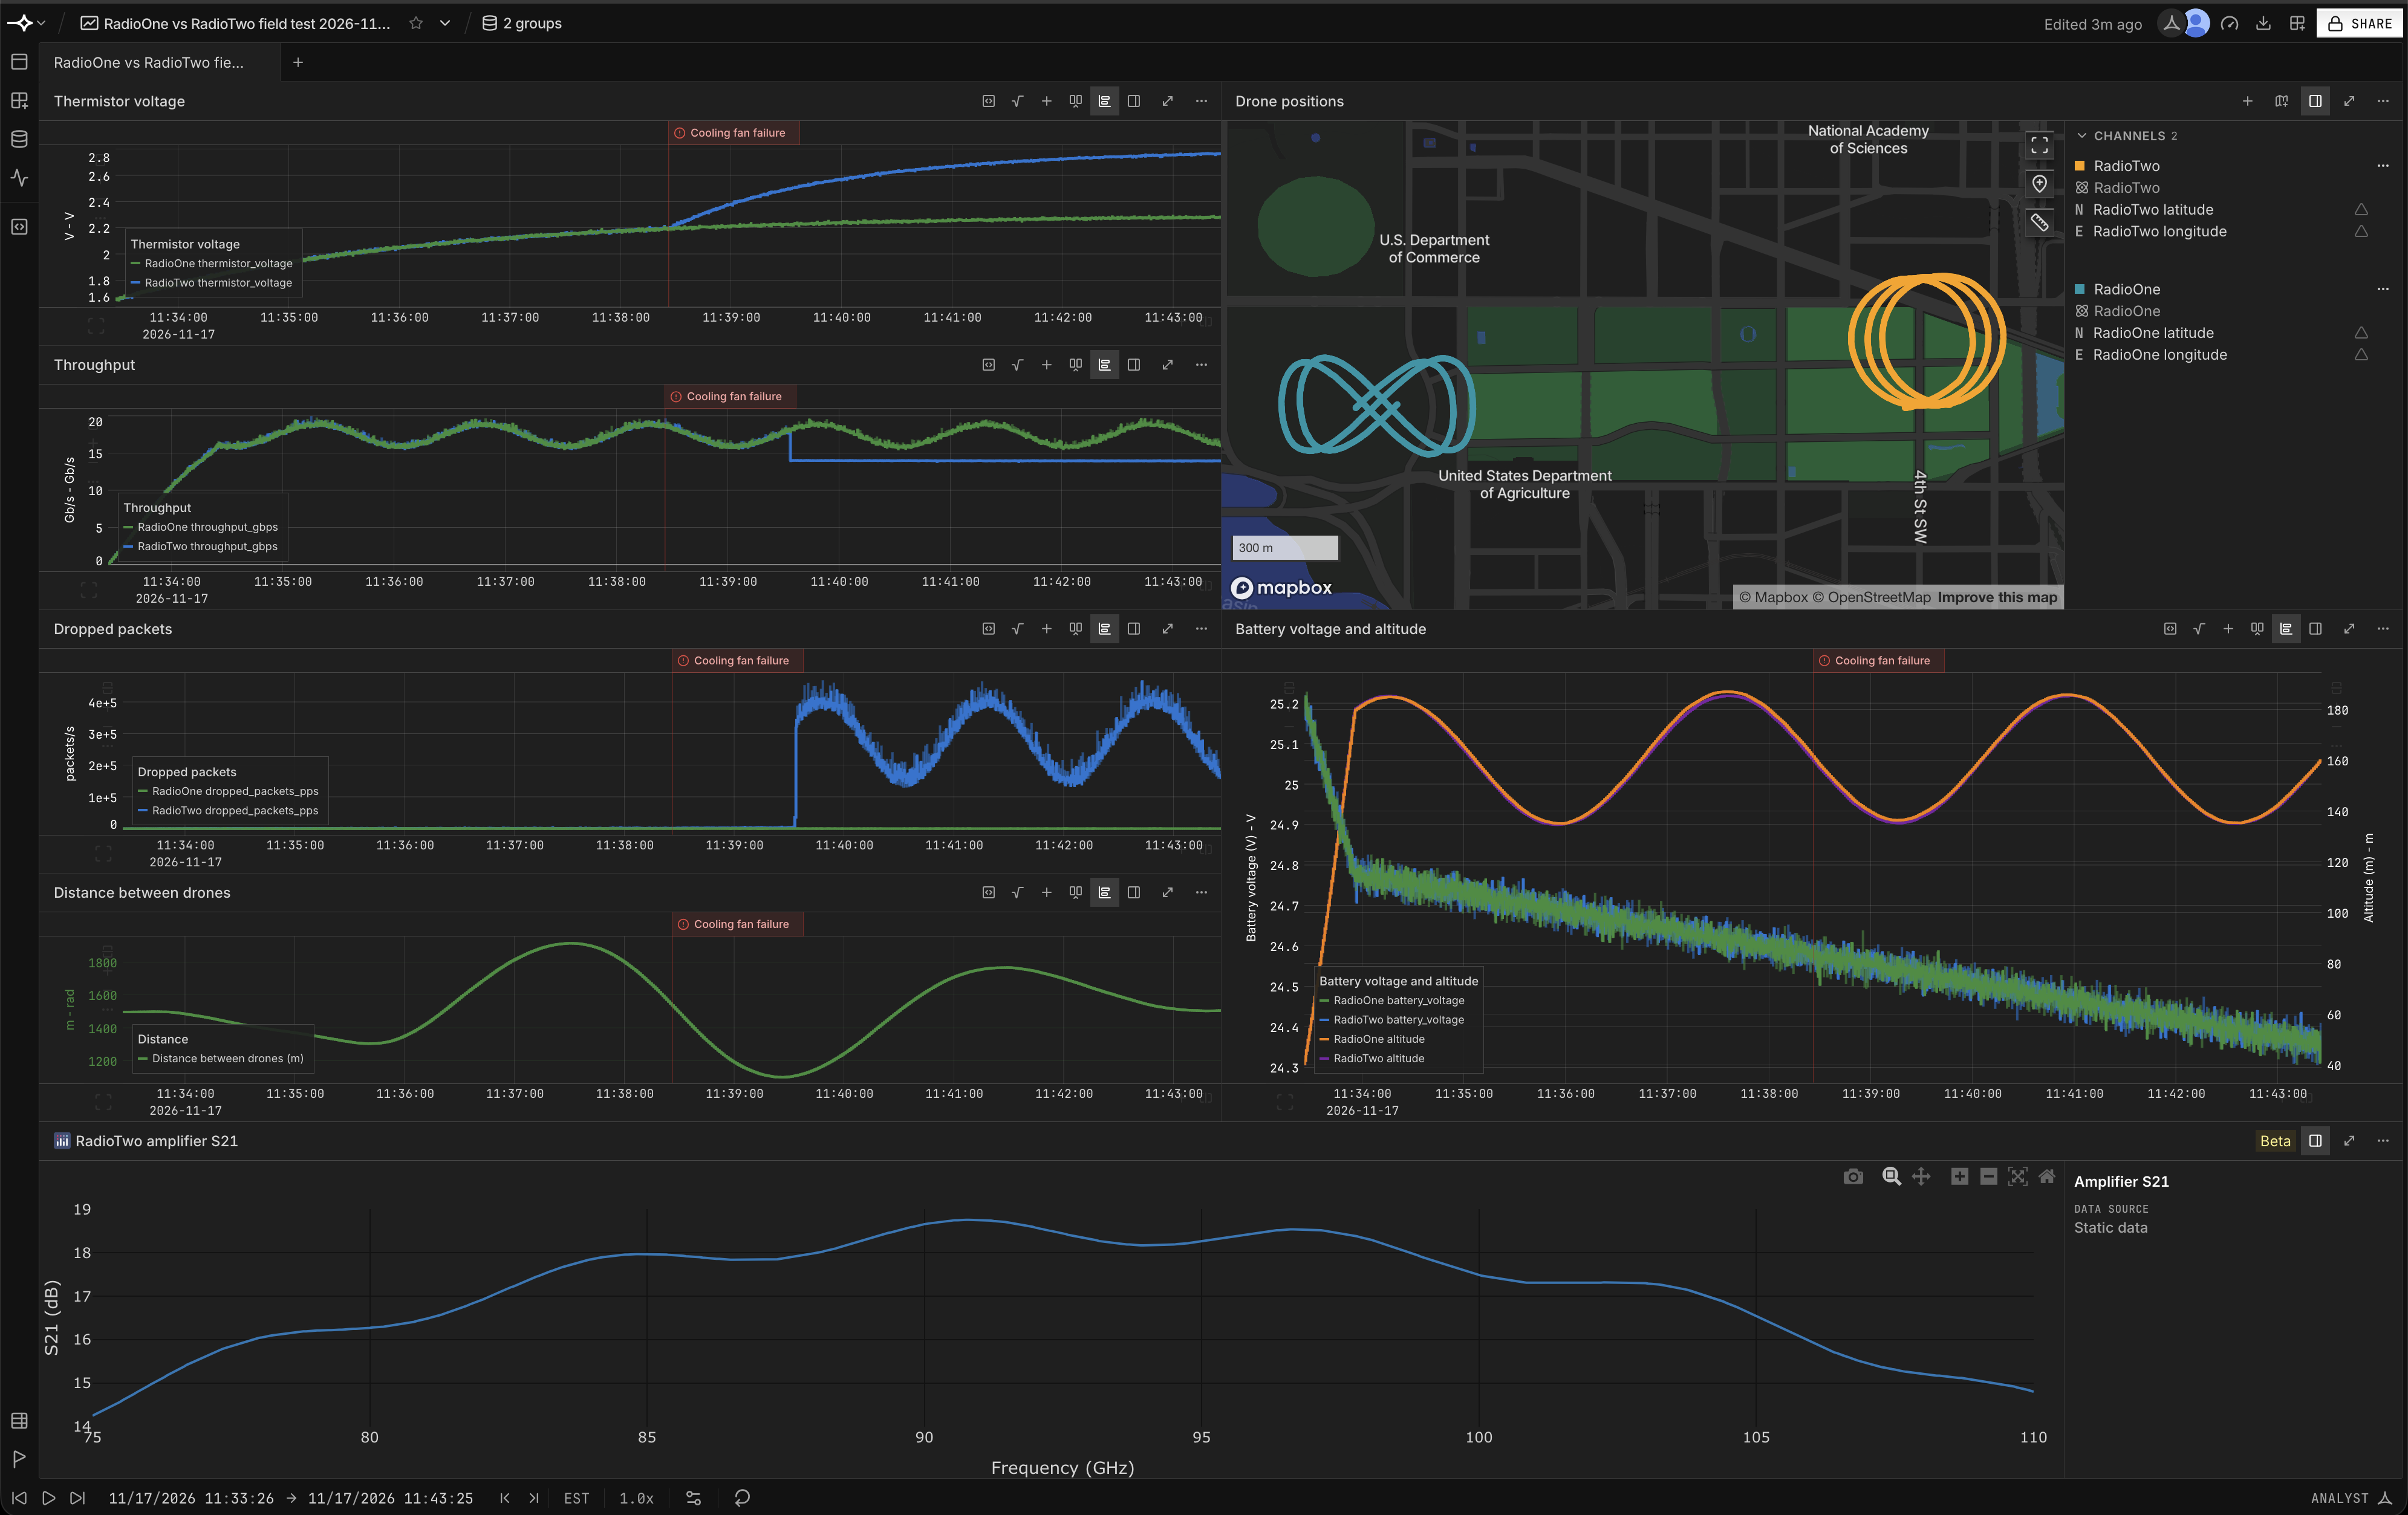 RadioOne vs RadioTwo field test 2026-11...
2 groups
Edited 3m ago
SHARE
RadioOne vs RadioTwo fie...
Thermistor voltage
Cooling fan failure
V - V
2.8
2.6
2.4
2.2
2
1.8
1.6
Thermistor voltage
RadioOne thermistor_voltage
RadioTwo thermistor_voltage
11:34:00 11:35:00 11:36:00 11:37:00 11:38:00 11:39:00 11:40:00 11:41:00 11:42:00 11:43:00
2026-11-17
Throughput
Cooling fan failure
Gb/s - Gb/s
20
15
10
5
0
Throughput
RadioOne throughput_gbps
RadioTwo throughput_gbps
11:34:00 11:35:00 11:36:00 11:37:00 11:38:00 11:39:00 11:40:00 11:41:00 11:42:00 11:43:00
2026-11-17
Dropped packets
Cooling fan failure
packets/s
4e+5
3e+5
2e+5
1e+5
0
Dropped packets
RadioOne dropped_packets_pps
RadioTwo dropped_packets_pps
11:34:00 11:35:00 11:36:00 11:37:00 11:38:00 11:39:00 11:40:00 11:41:00 11:42:00 11:43:00
2026-11-17
Distance between drones
Cooling fan failure
m - rad
1800
1600
1400
1200
Distance
Distance between drones (m)
11:34:00 11:35:00 11:36:00 11:37:00 11:38:00 11:39:00 11:40:00 11:41:00 11:42:00 11:43:00
2026-11-17
Drone positions
National Academy
of Sciences
U.S. Department
of Commerce
United States Department
of Agriculture
4th St SW
300 m
mapbox
© Mapbox © OpenStreetMap Improve this map
CHANNELS 2
RadioTwo
RadioTwo
N RadioTwo latitude
E RadioTwo longitude
RadioOne
RadioOne
N RadioOne latitude
E RadioOne longitude
Battery voltage and altitude
Cooling fan failure
Battery voltage (V) - V
25.2
25.1
25
24.9
24.8
24.7
24.6
24.5
24.4
24.3
Battery voltage and altitude
RadioOne battery_voltage
RadioTwo battery_voltage
RadioOne altitude
RadioTwo altitude
180
160
140
120
100
80
60
40
Altitude (m) - m
11:34:00 11:35:00 11:36:00 11:37:00 11:38:00 11:39:00 11:40:00 11:41:00 11:42:00 11:43:00
2026-11-17
RadioTwo amplifier S21
Beta
S21 (dB)
19
18
17
16
15
14
75 80 85 90 95 100 105 110
Frequency (GHz)
Amplifier S21
DATA SOURCE
Static data
11/17/2026 11:33:26 → 11/17/2026 11:43:25 EST 1.0x
ANALYST